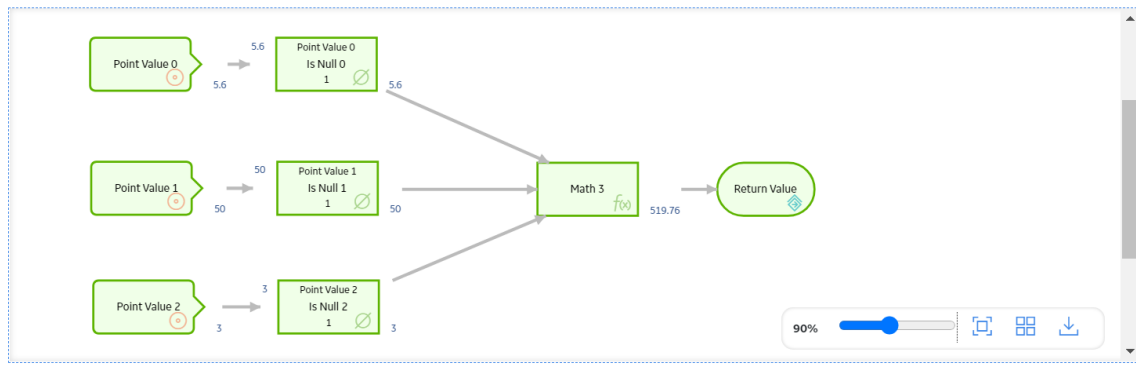 Point Value 0
5.6
5.6
Point Value 0
Is Null 0
1
5.6
Point Value 1
50
50
Point Value 1
Is Null 1
1
50
Point Value 2
3
3
Point Value 2
Is Null 2
1
3
Math 3
f(x)
519.76
Return Value
90%